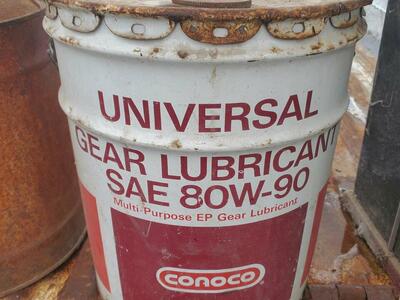 UNIVERSAL
GEAR LUBRICANT
SAE 80W-90
Multi-Purpose EP Gear Lubricant
CONOCO